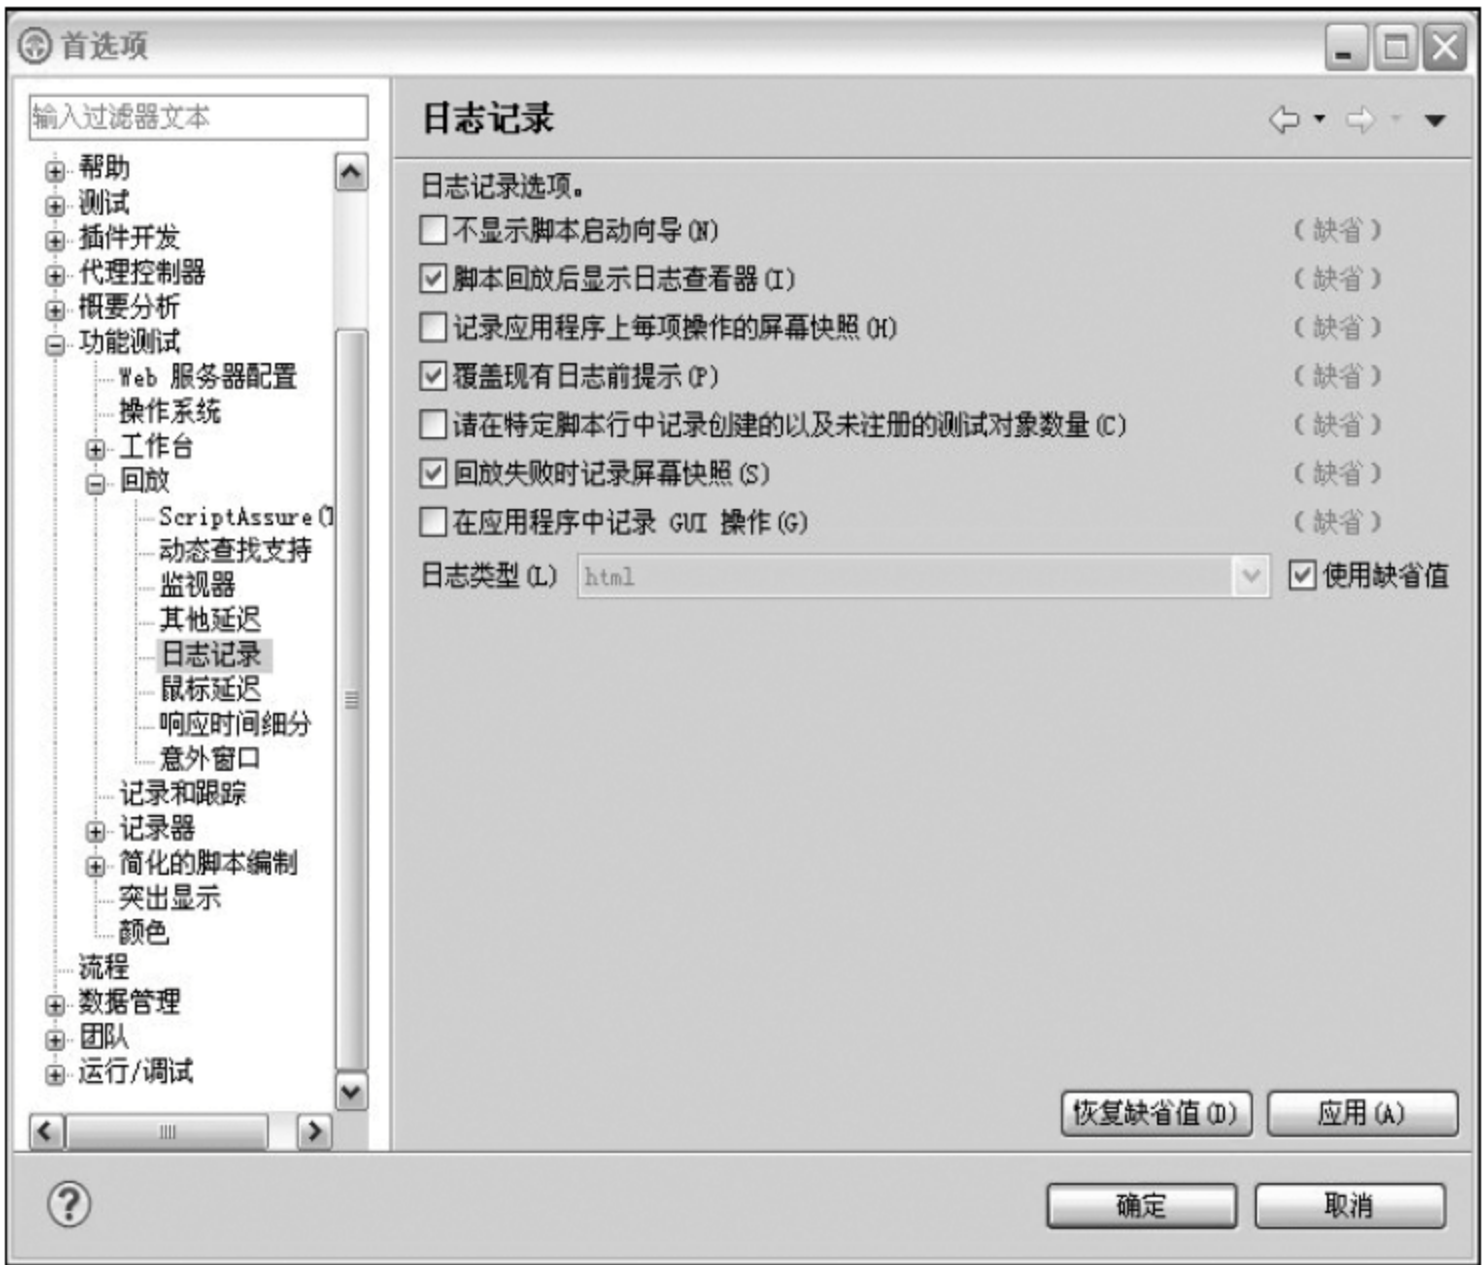 首选项
输入过滤器文本
帮助
测试
插件开发
代理控制器
概要分析
功能测试
Web 服务器配置
操作系统
工作台
回放
ScriptAssure(T
动态查找支持
监视器
其他延迟
日志记录
鼠标延迟
响应时间细分
意外窗口
记录和跟踪
记录器
简化的脚本编制
突出显示
颜色
流程
数据管理
团队
运行/调试
日志记录
日志记录选项。
不显示脚本启动向导(N) (缺省)
脚本回放后显示日志查看器(I) (缺省)
记录应用程序上每项操作的屏幕快照(H) (缺省)
覆盖现有日志前提示(P) (缺省)
请在特定脚本行中记录创建的以及未注册的测试对象数量(C) (缺省)
回放失败时记录屏幕快照(S) (缺省)
在应用程序中记录 GUI 操作(G) (缺省)
日志类型(L) html 使用缺省值
恢复缺省值(D) 应用(A)
确定 取消